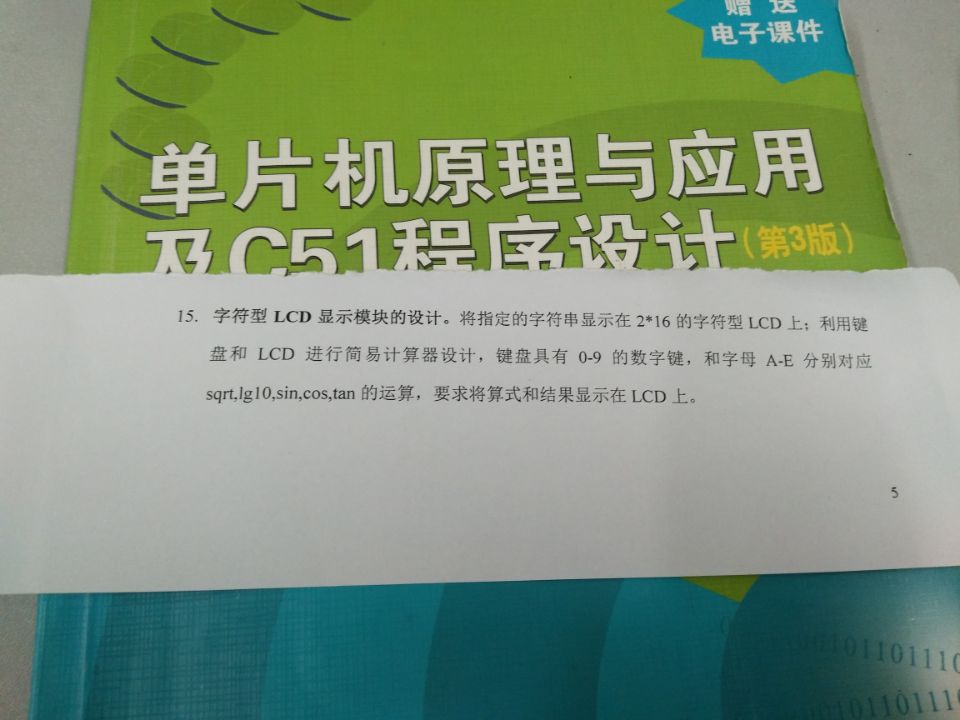 赠送
电子课件
单片机原理与应用
及C51程序设计（第3版）
15. 字符型 LCD 显示模块的设计。将指定的字符串显示在 2*16 的字符型 LCD 上；利用键
盘和 LCD 进行简易计算器设计，键盘具有 0-9 的数字键，和字母 A-E 分别对应
sqrt,lg10,sin,cos,tan 的运算，要求将算式和结果显示在 LCD 上。
5